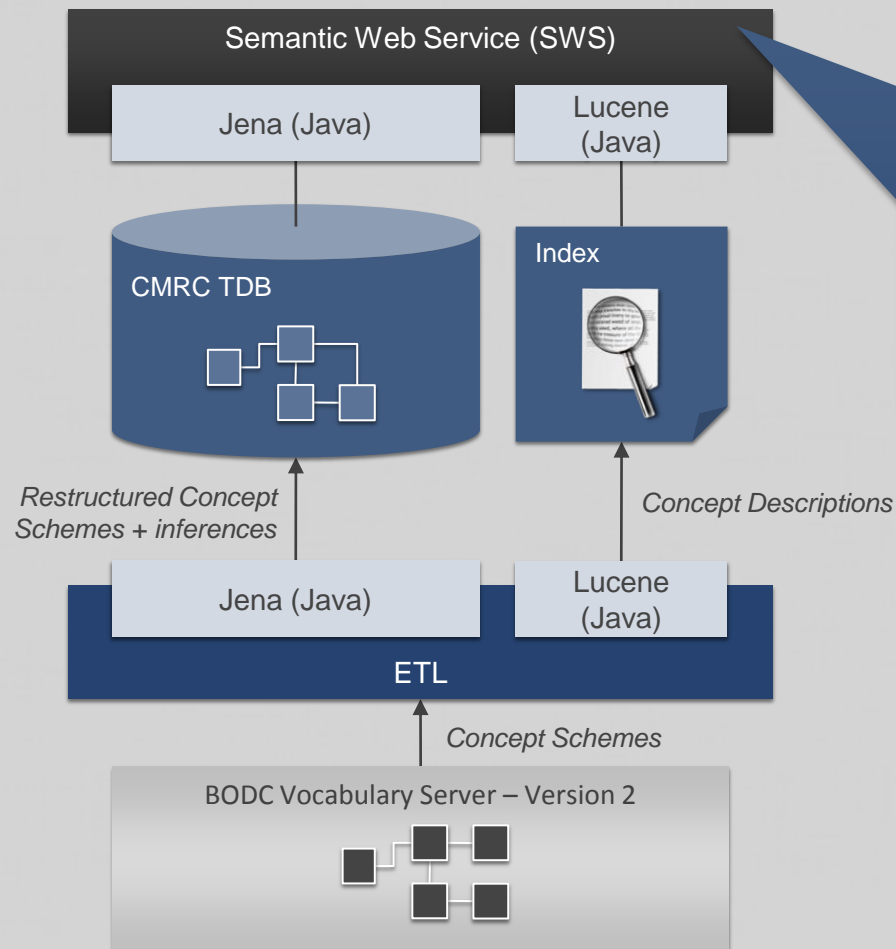 Semantic Web Service (SWS)
Jena (Java)
Lucene
(Java)
CMRC TDB
Index
Restructured Concept
Schemes + inferences
Concept Descriptions
Jena (Java)
Lucene
(Java)
ETL
Concept Schemes
BODC Vocabulary Server – Version 2